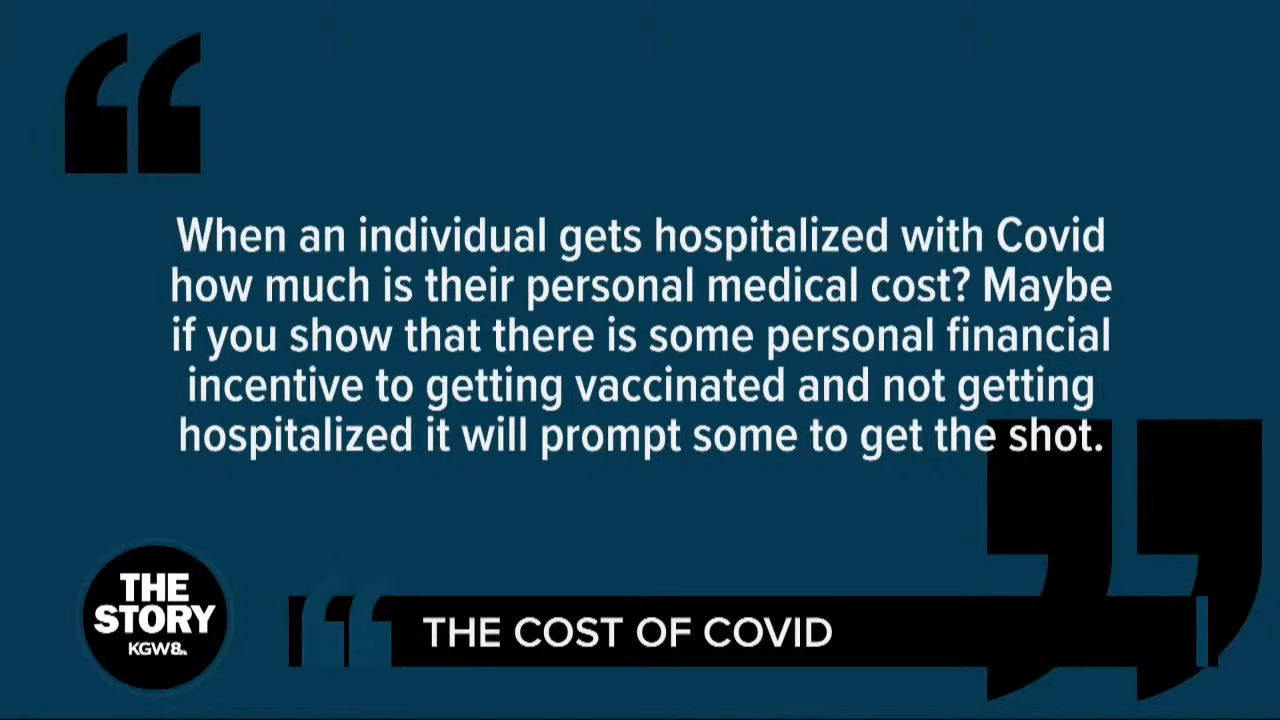 When an individual gets hospitalized with Covid
how much is their personal medical cost? Maybe
if you show that there is some personal financial
incentive to getting vaccinated and not getting
hospitalized it will prompt some to get the shot.
THE
STORY
KGW8
THE COST OF COVID